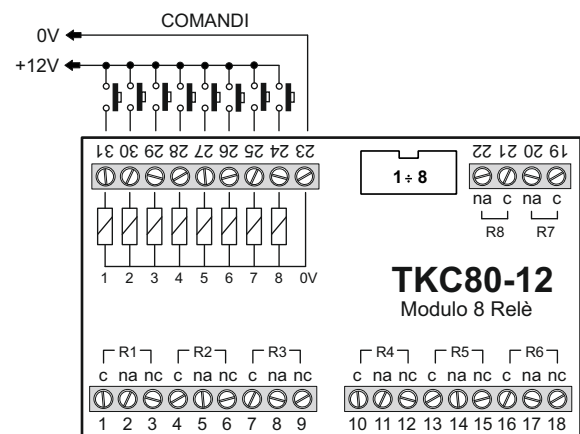 COMANDI
0V
+12V
31 30 29 28 27 26 25 24 23
22 21 20 19
1 ÷ 8
na c na c
R8 R7
1 2 3 4 5 6 7 8 0V
TKC80-12
Modulo 8 Relè
R1 R2 R3 R4 R5 R6
c na nc c na nc c na nc c na nc c na nc c na nc
1 2 3 4 5 6 7 8 9 10 11 12 13 14 15 16 17 18